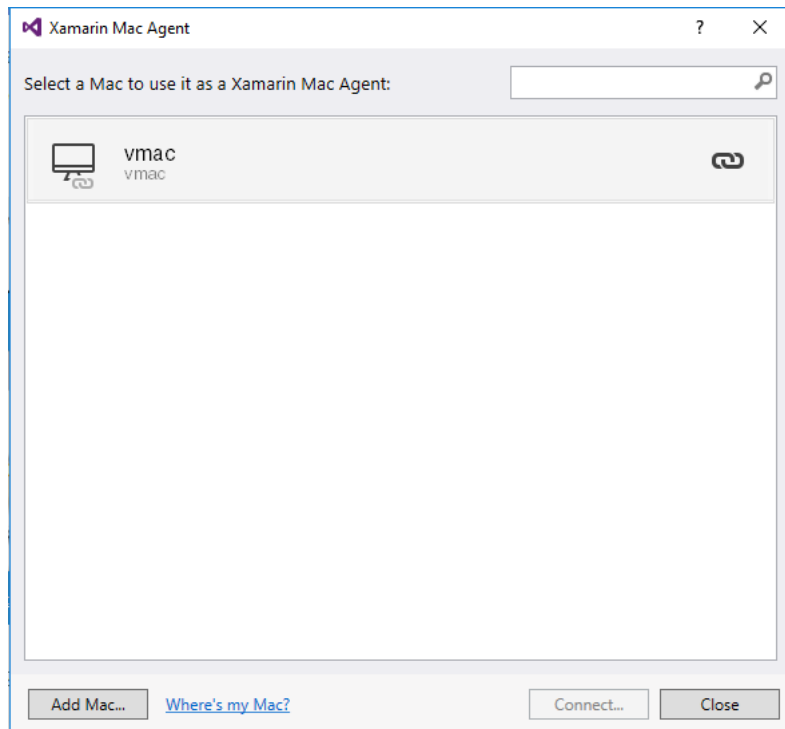 Xamarin Mac Agent
Select a Mac to use it as a Xamarin Mac Agent:
vmac
vmac
Add Mac...
Where's my Mac?
Connect...
Close